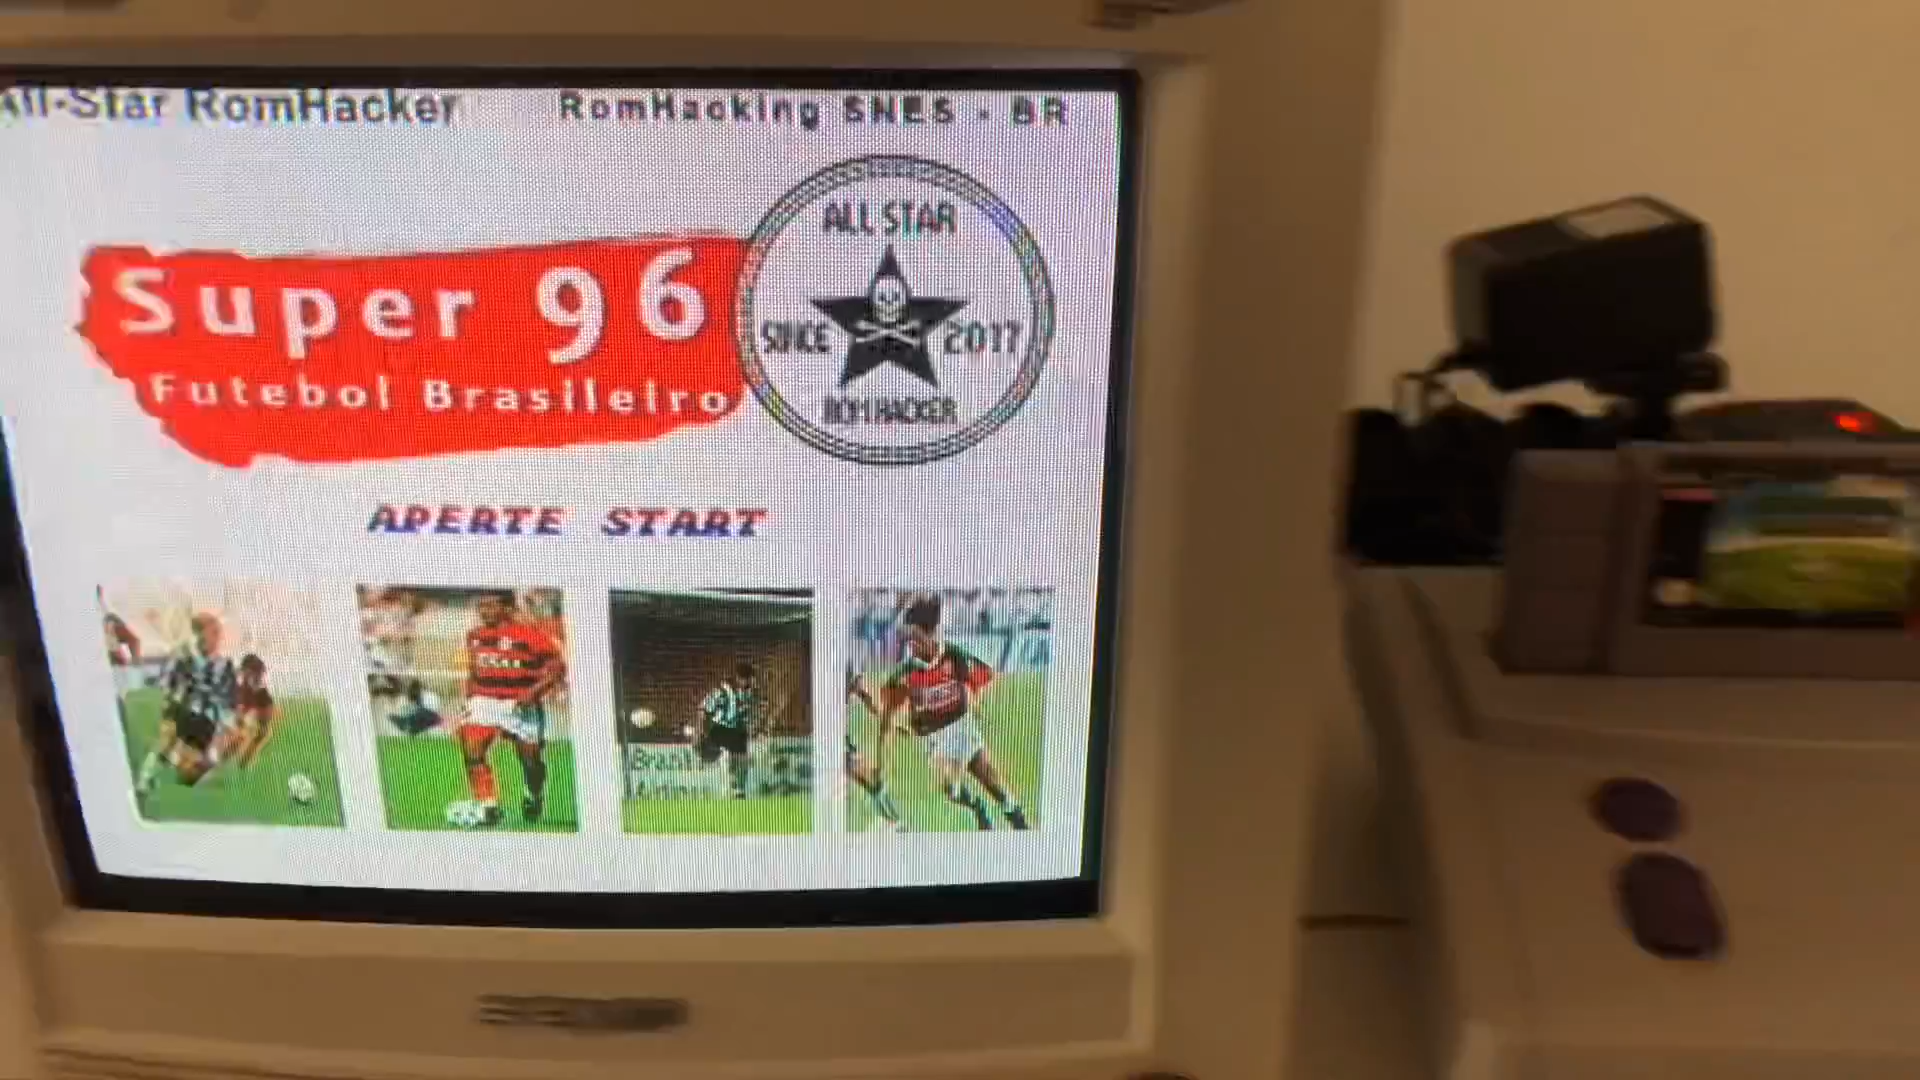 All-Star RomHacker
RomHacking SNES - BR
ALL STAR
Super 96
SINCE 2017
Futebol Brasileiro
ROM HACKER
APERTE START